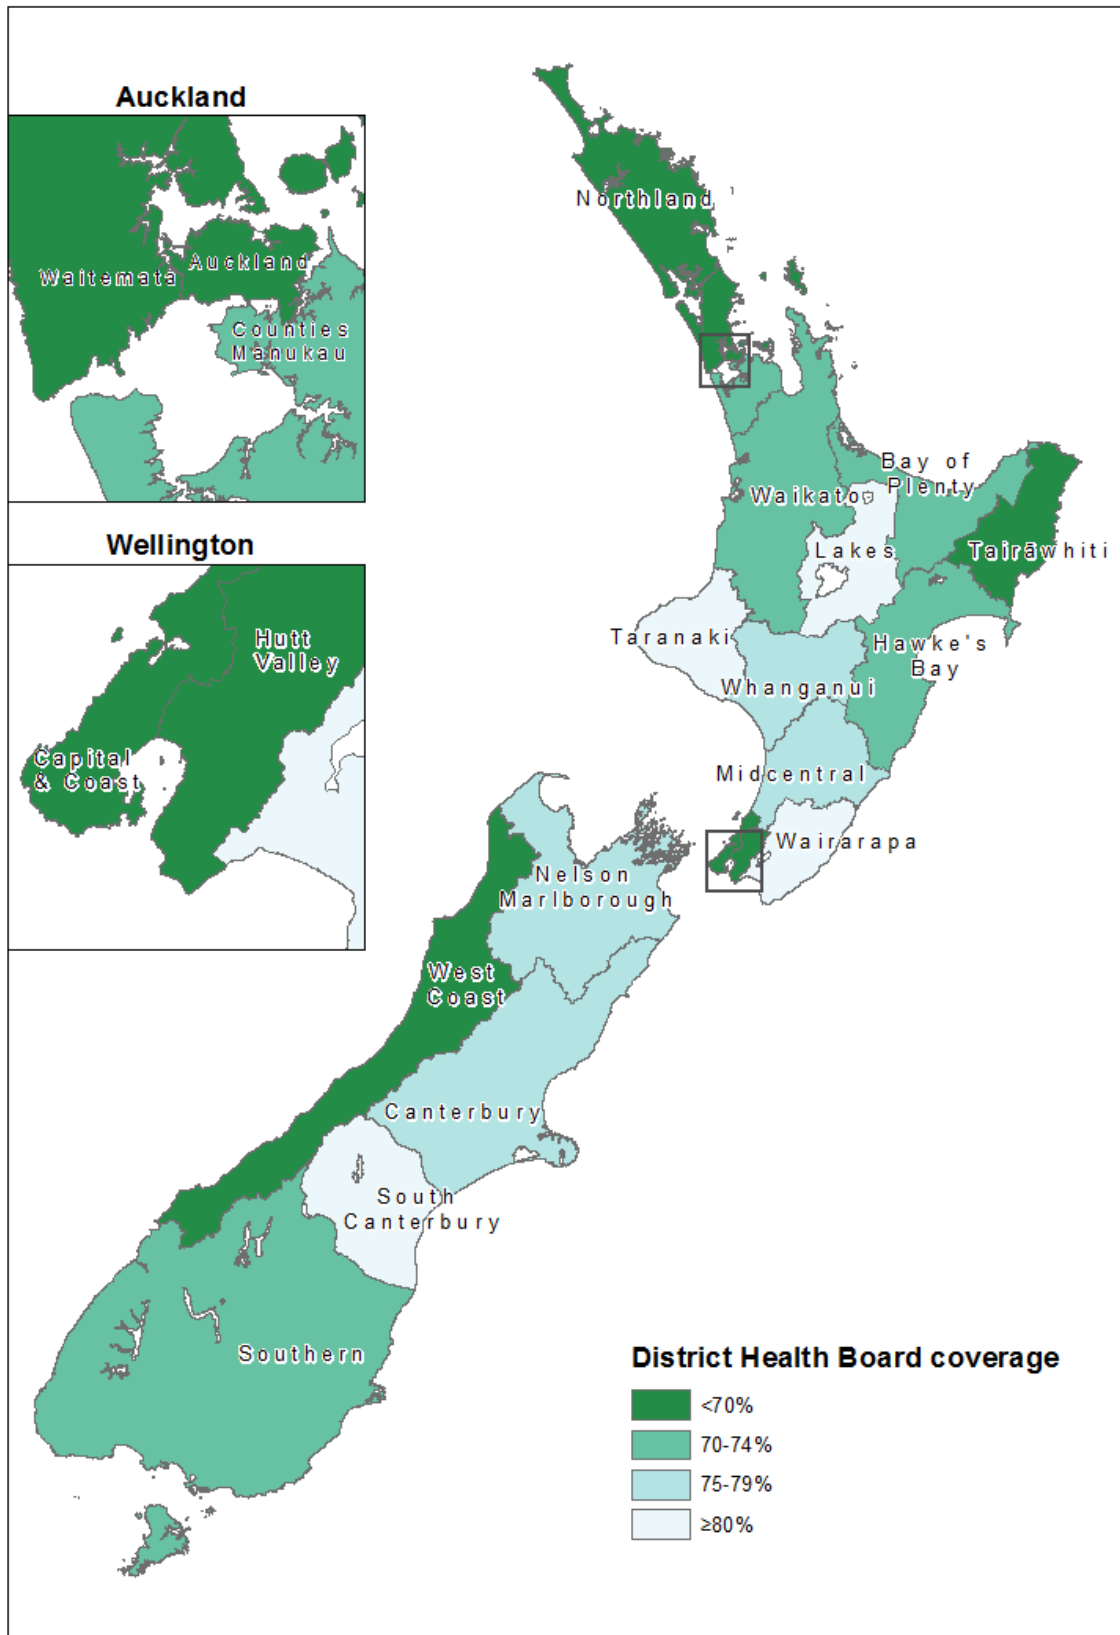 Auckland
Waitemata
Auckland
Counties
Manukau
Wellington
Hutt
Valley
Capital
& Coast
Northland
Bay of
Plenty
Waikato
Lakes
Tairāwhiti
Taranaki
Hawke's
Bay
Whanganui
Midcentral
Wairarapa
Nelson
Marlborough
West
Coast
Canterbury
South
Canterbury
Southern
District Health Board coverage
<70%
70-74%
75-79%
≥80%